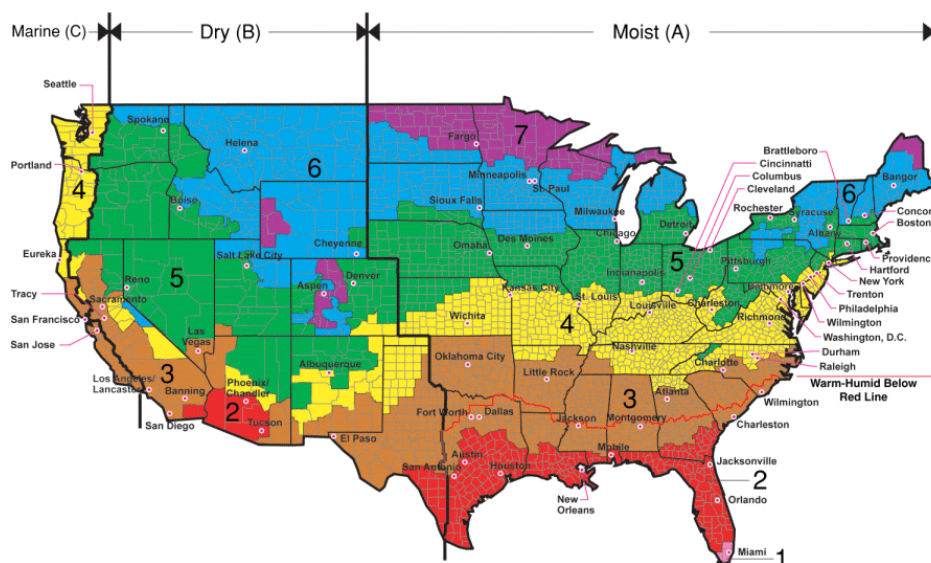 Marine (C)
Dry (B)
Moist (A)
Seattle
Spokane
Helena
Fargo
7
Brattleboro
Cincinnati
Columbus
Cleveland
Portland
4
6
Minneapolis
St. Paul
6
Bangor
Boise
Sioux Falls
Milwaukee
Rochester
Syracuse
Concord
Detroit
Albany
Boston
Eureka
Cheyenne
Chicago
Salt Lake City
Omaha
Des Moines
5
Pittsburgh
Providence
Reno
5
Denver
Indianapolis
Hartford
New York
Tracy
Aspen
Kansas City
Baltimore
Trenton
Sacramento
St. Louis
Louisville
Charleston
Philadelphia
San Francisco
Wichita
4
Richmond
Wilmington
Las
Vegas
Washington, D.C.
San Jose
Nashville
Durham
Albuquerque
Oklahoma City
Charlotte
Raleigh
3
Little Rock
Warm-Humid Below
Red Line
Los Angeles/
Lancaster
Banning
Phoenix/
Chandler
3
Atlanta
Wilmington
2
Fort Worth
Dallas
Jackson
Montgomery
San Diego
Tucson
Charleston
El Paso
Mobile
Austin
Jacksonville
San Antonio
Houston
2
New
Orleans
Orlando
Miami
1